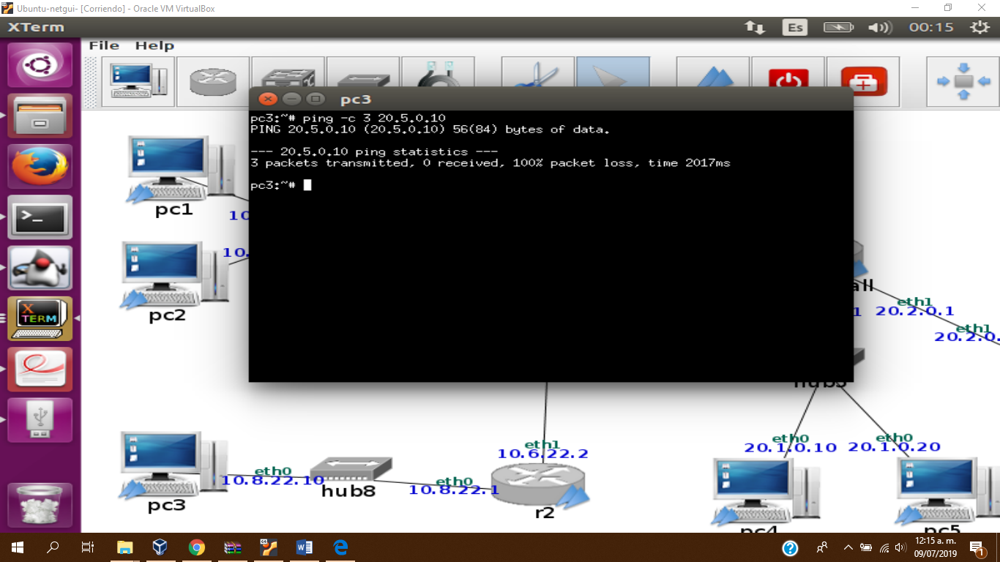 Ubuntu-netgui- [Corriendo] - Oracle VM VirtualBox
XTerm
Es
00:15
File Help
pc3
pc3:~# ping -c 3 20.5.0.10
PING 20.5.0.10 (20.5.0.10) 56(84) bytes of data.
--- 20.5.0.10 ping statistics ---
3 packets transmitted, 0 received, 100% packet loss, time 2017ms
pc3:~#
pc1
10
10.
pc2
all
eth1
1
20.2.0.1
eth1
20.2.0.
hub3
X
TERM
eth1
10.6.22.2
eth0
20.1.0.10
eth0
20.1.0.20
eth0
10.8.22.10
eth0
10.8.22.1
hub8
pc3
r2
pc4
pc5
12:15 a. m.
09/07/2019
1